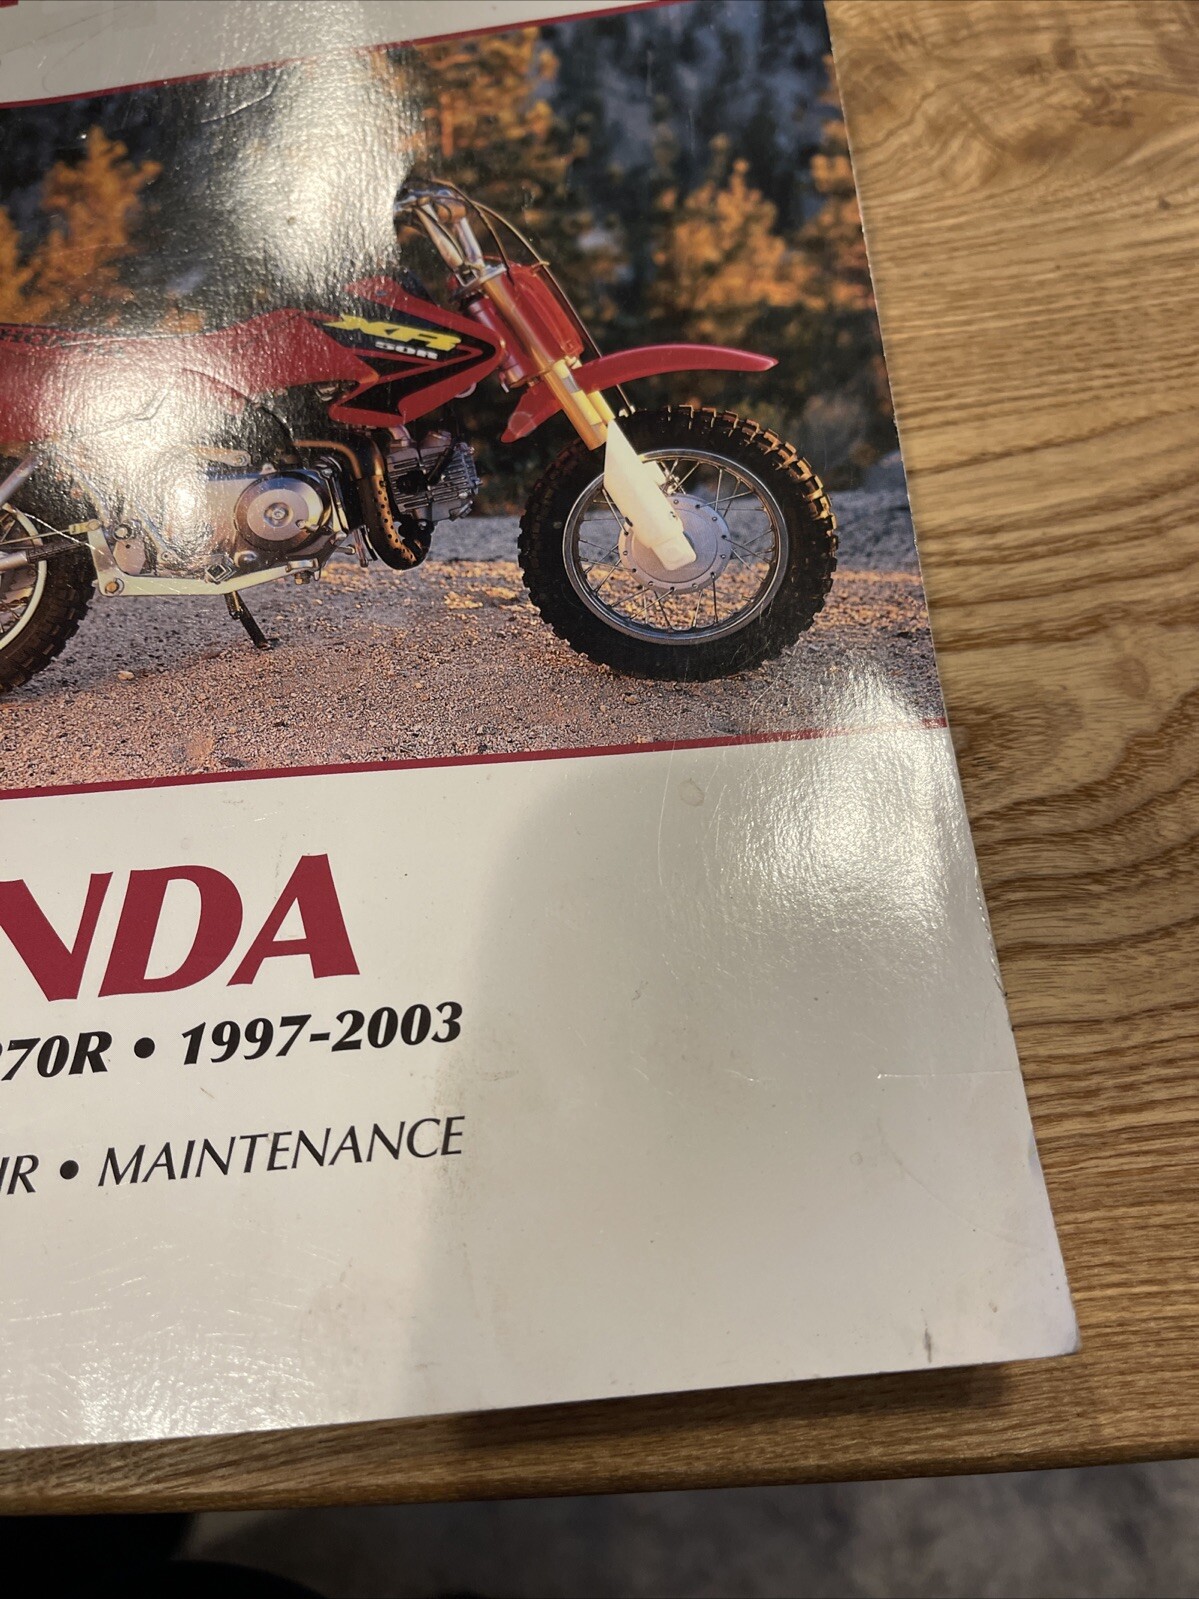 XR
50R
NDA
70R • 1997-2003
IR • MAINTENANCE